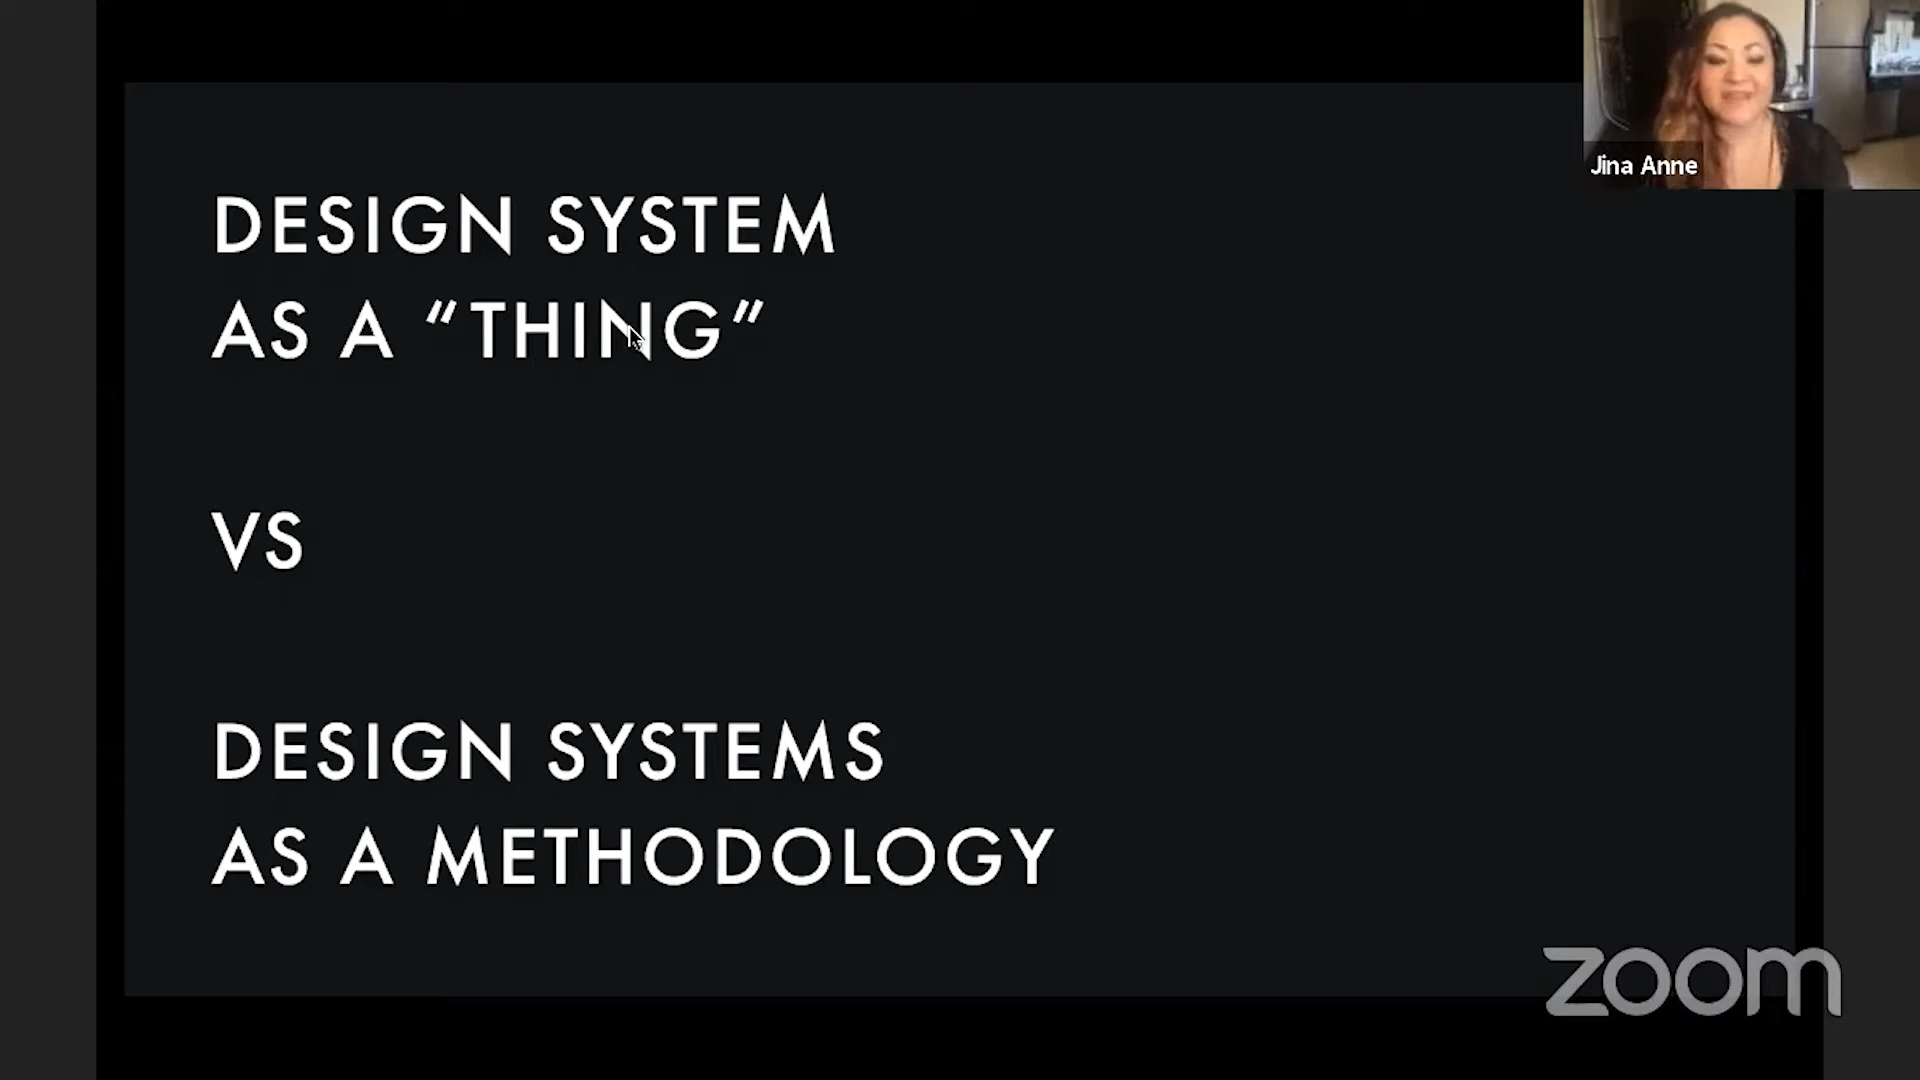 Jina Anne
DESIGN SYSTEM
AS A “THING”
VS
DESIGN SYSTEMS
AS A METHODOLOGY
zoom